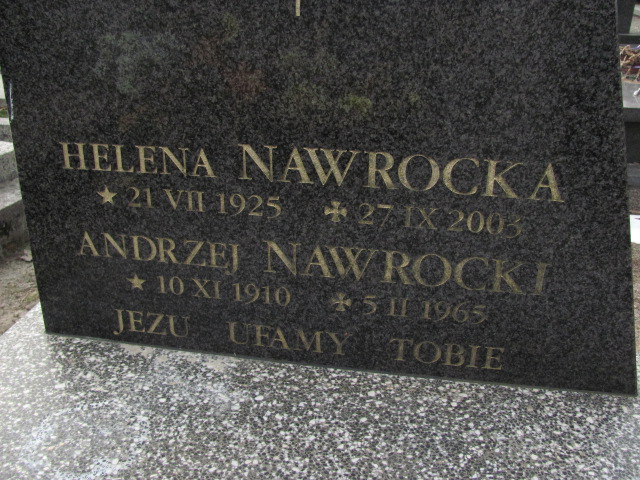 HELENA NAWROCKA
★ 21 VII 1925 ✠ 27 IX 2003
ANDRZEJ NAWROCKI
★ 10 XI 1910 ✠ 5 II 1965
JEZU UFAMY TOBIE